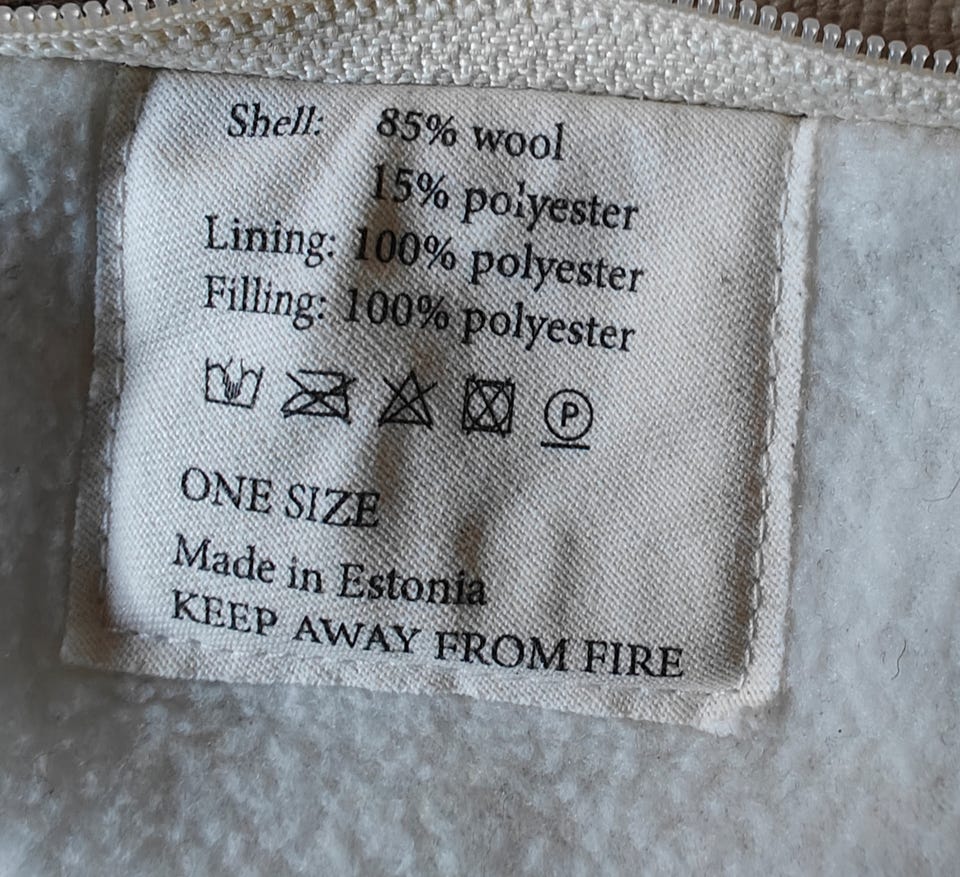 Shell: 85% wool
15% polyester
Lining: 100% polyester
Filling: 100% polyester
P
ONE SIZE
Made in Estonia
KEEP AWAY FROM FIRE